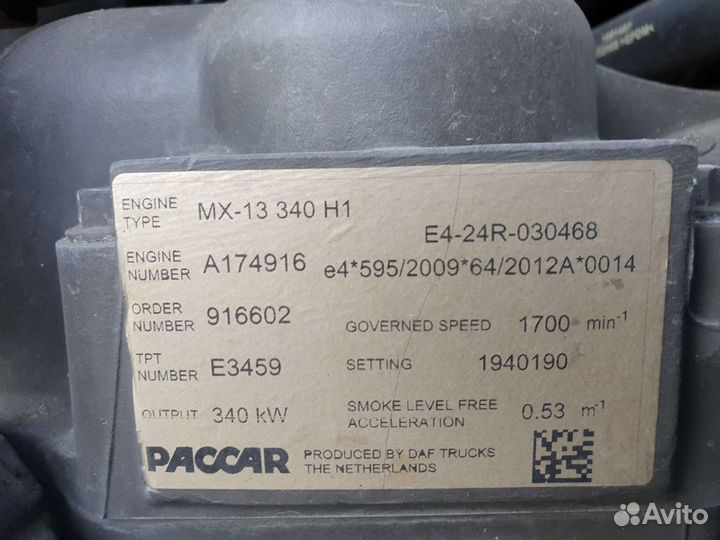 ENGINE TYPE MX-13 340 H1
E4-24R-030468
ENGINE NUMBER A174916 e4*595/2009*64/2012A*0014
ORDER NUMBER 916602 GOVERNED SPEED 1700 min-1
TPT NUMBER E3459 SETTING 1940190
OUTPUT 340 kW SMOKE LEVEL FREE ACCELERATION 0.53 m-1
PACCAR PRODUCED BY DAF TRUCKS
THE NETHERLANDS
Avito